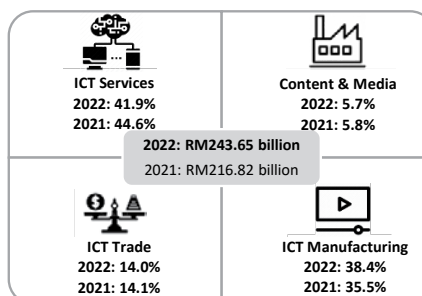 ICT Services
2022: 41.9%
2021: 44.6%
Content & Media
2022: 5.7%
2021: 5.8%
2022: RM243.65 billion
2021: RM216.82 billion
ICT Trade
2022: 14.0%
2021: 14.1%
ICT Manufacturing
2022: 38.4%
2021: 35.5%